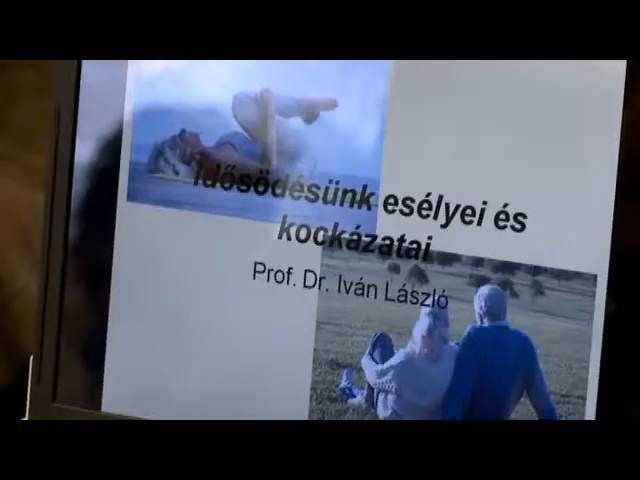 Idősödésünk esélyei és
kockázatai
Prof. Dr. Iván László